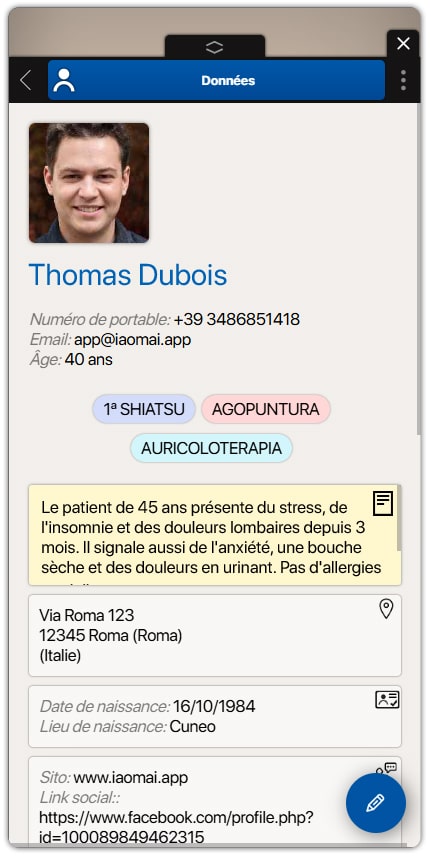 Données
Thomas Dubois
Numéro de portable: +39 3486851418
Email: app@iaomai.app
Âge: 40 ans
1ª SHIATSU
AGOPUNTURA
AURICOLOTERAPIA
Le patient de 45 ans présente du stress, de
l'insomnie et des douleurs lombaires depuis 3
mois. Il signale aussi de l'anxiété, une bouche
sèche et des douleurs en urinant. Pas d'allergies
Via Roma 123
12345 Roma (Roma)
(Italie)
Date de naissance: 16/10/1984
Lieu de naissance: Cuneo
Sito: www.iaomai.app
Link social::
https://www.facebook.com/profile.php?
id=100089849462315